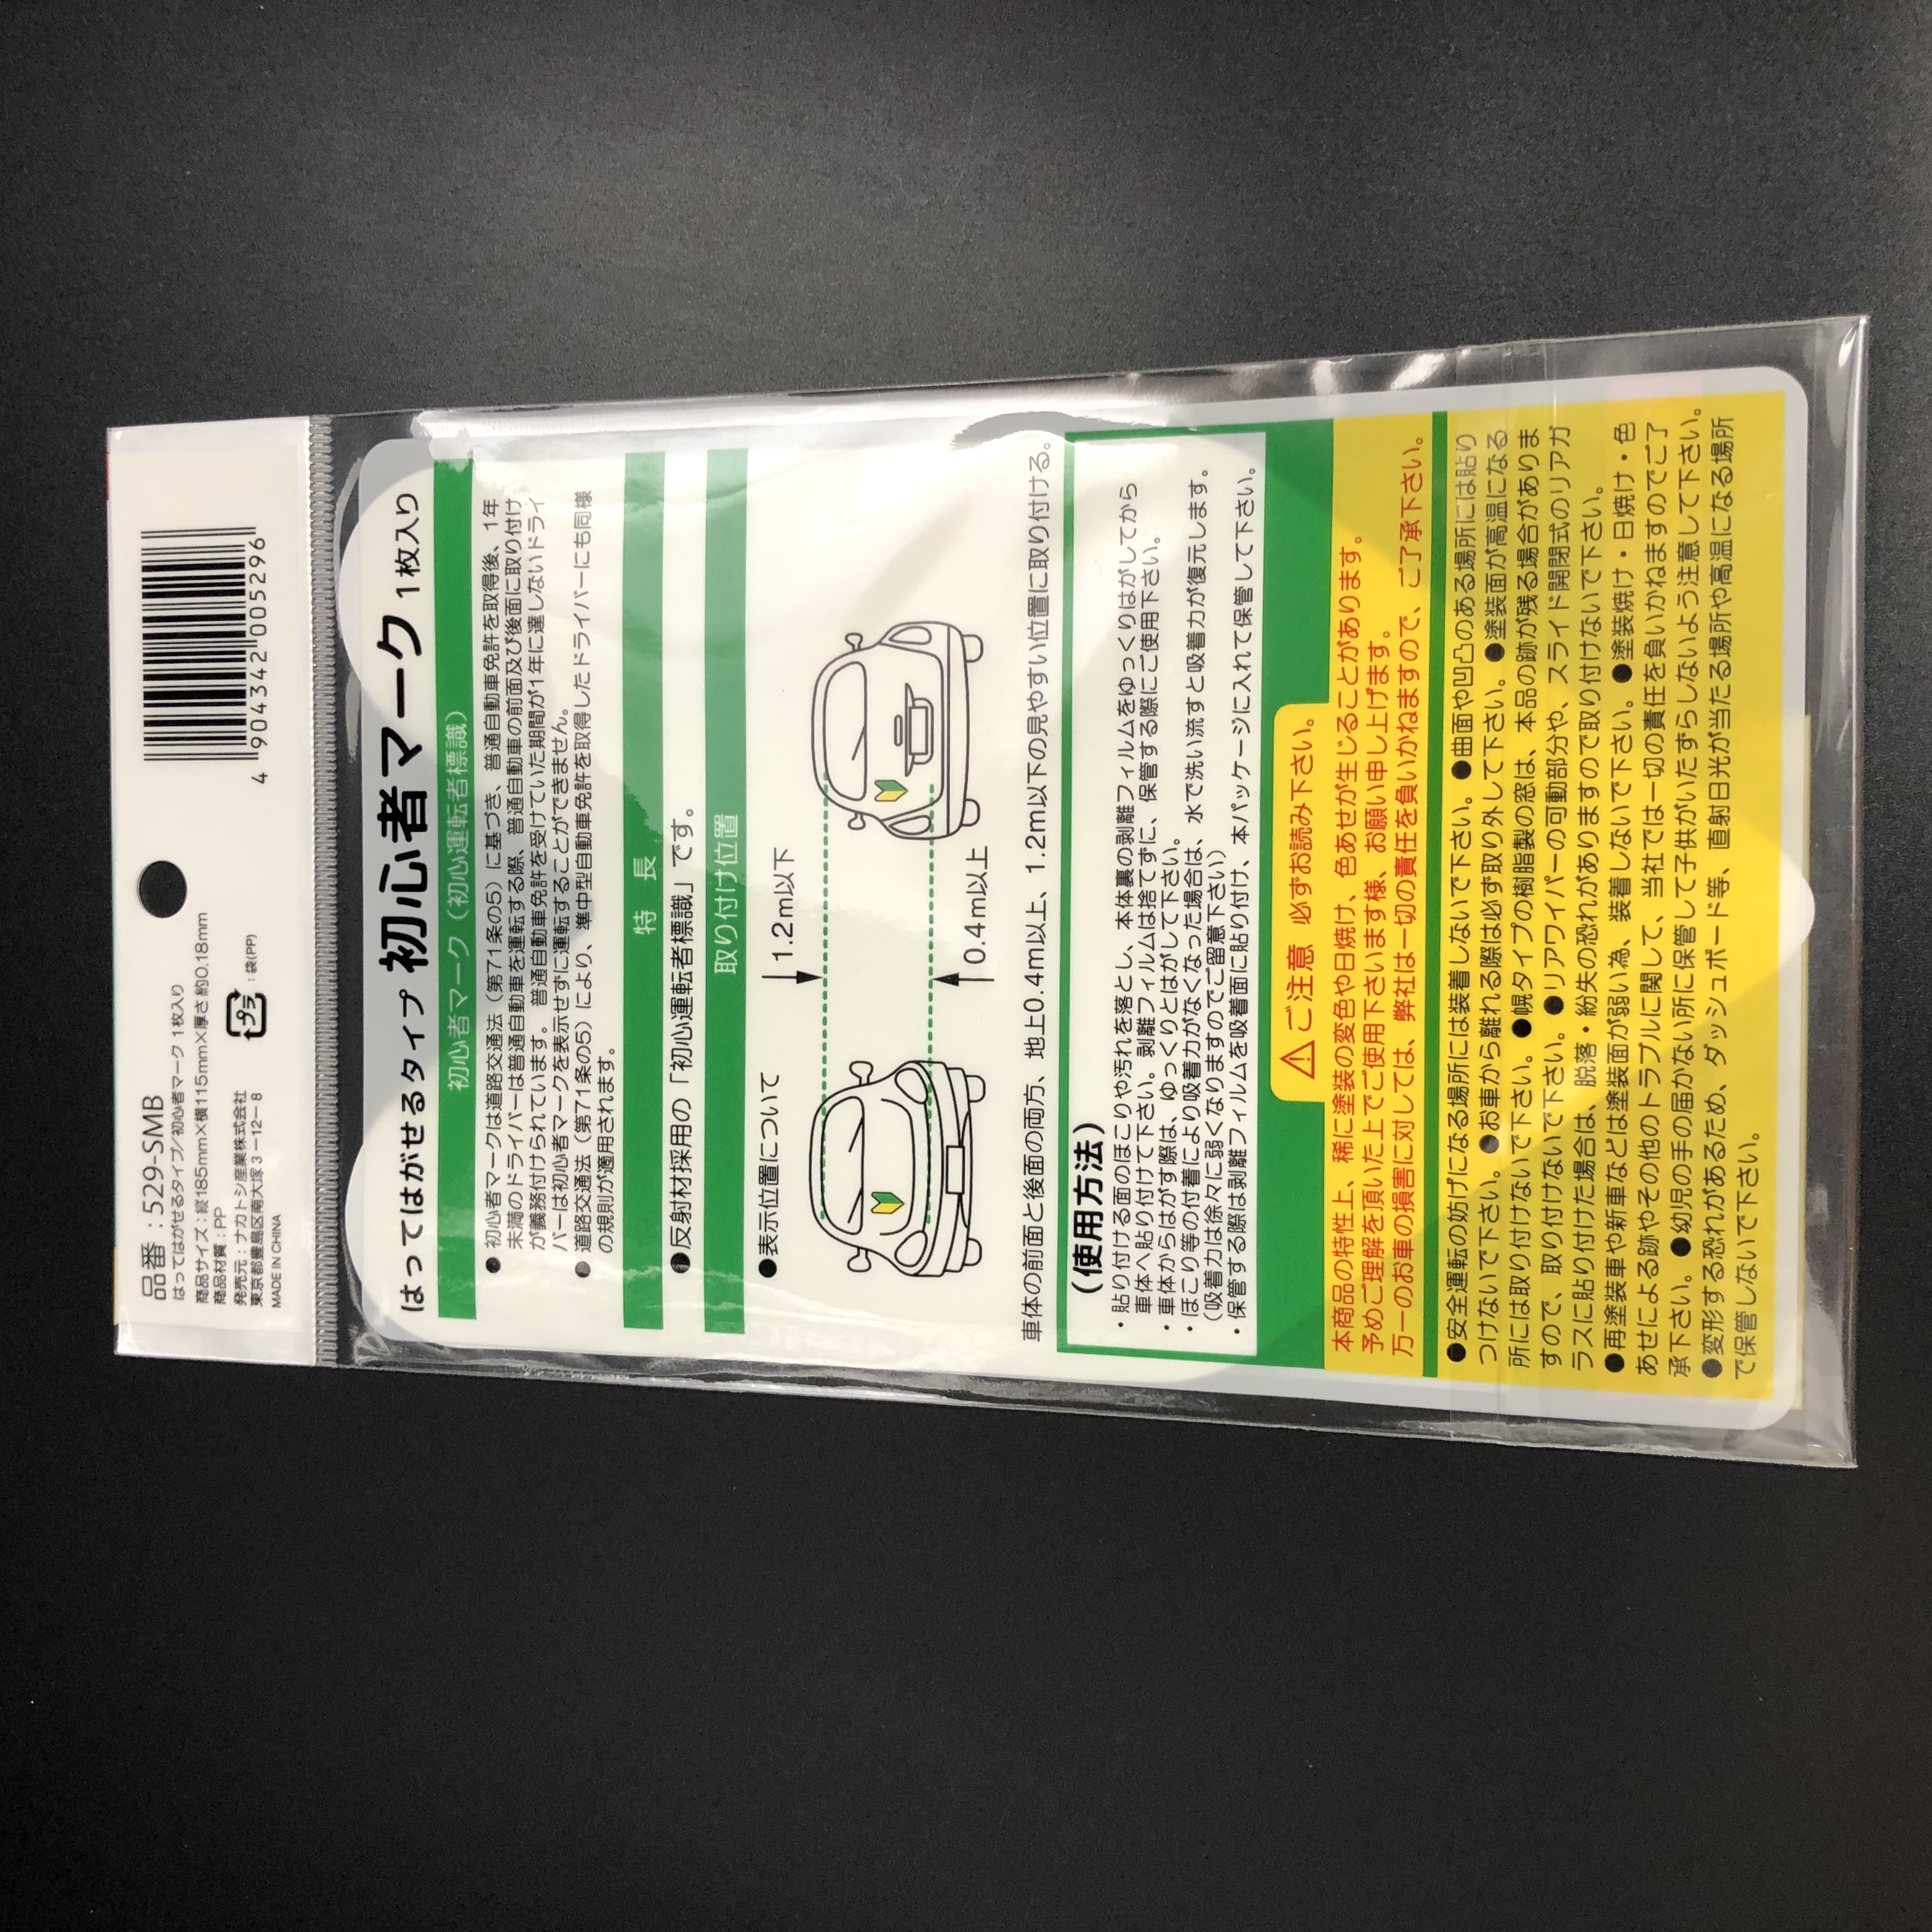 品番：529-SMB
はってはがせるタイプ/初心者マーク 1枚入り
商品サイズ：縦185mm×横115mm×厚さ約0.18mm
商品材質：PP
発売元：ナカトシ産業株式会社
東京都豊島区南大塚3－12－8
MADE IN CHINA
プラ：袋(PP)
4 904342 005296
はってはがせるタイプ 初心者マーク 1枚入り
初心者マーク（初心運転者標識）
●初心者マークは道路交通法（第71条の5）に基づき、普通自動車免許を取得後、1年
未満のドライバーは普通自動車を運転する際、普通自動車の前面及び後面に取り付け
が義務付けられています。普通自動車免許を受けていた期間が1年に達しないドライ
バーは初心者マークを表示せずに運転することができません。
●道路交通法（第71条の5）により、準中型自動車免許を取得したドライバーにも同様
の規則が適用されます。
特　長
●反射材採用の「初心運転者標識」です。
取り付け位置
●表示位置について
1.2m以下
0.4m以上
車体の前面と後面の両方、地上0.4m以上、1.2m以下の見やすい位置に取り付ける。
（使用方法）
・貼り付ける面のほこりや汚れを落とし、本体裏の剥離フィルムをゆっくりはがしてから
車体へ貼り付けて下さい。剥離フィルムは捨てずに、保管する際にご使用下さい。
・車体からはがす際は、ゆっくりとはがして下さい。
・ほこり等の付着により吸着力がなくなった場合は、水で洗い流すと吸着力が復元します。
（吸着力は徐々に弱くなりますのでご留意下さい）
・保管する際は剥離フィルムを吸着面に貼り付け、本パッケージに入れて保管して下さい。
⚠ご注意 必ずお読み下さい。
本商品の特性上、稀に塗装の変色や日焼け、色あせが生じることがあります。
予めご理解を頂いた上でご使用下さいます様、お願い申し上げます。
万一のお車の損害に対しては、弊社は一切の責任を負いかねますので、ご了承下さい。
●安全運転の妨げになる場所には装着しないで下さい。●曲面や凹凸のある場所には貼り
つけないで下さい。●お車から離れる際は必ず取り外して下さい。●塗装面が高温になる
所には取り付けないで下さい。●幌タイプの樹脂製の窓は、本品の跡が残る場合がありま
すので、取り付けないで下さい。●リアワイパーの可動部分や、スライド開閉式のリアガ
ラスに貼り付けた場合は、脱落・紛失の恐れがありますので取り付けないで下さい。
●再塗装車や新車などは塗装面が弱い為、装着しないで下さい。●塗装焼け・日焼け・色
あせによる跡やその他のトラブルに関して、当社では一切の責任を負いかねますのでご了
承下さい。●幼児の手の届かない所に保管して子供がいたずらしないよう注意して下さい。
●変形する恐れがあるため、ダッシュボード等、直射日光が当たる場所や高温になる場所
で保管しないで下さい。